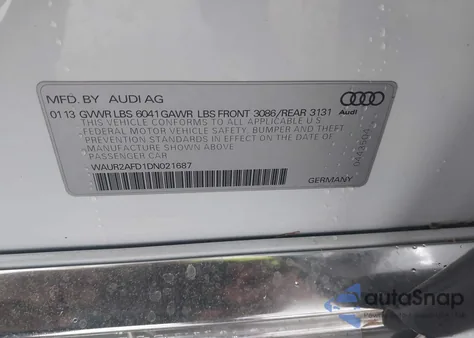 MFD. BY AUDI AG
01 13 GVWR LBS 6041 GAWR LBS FRONT 3086/REAR 3131
THIS VEHICLE CONFORMS TO ALL APPLICABLE U.S.
FEDERAL MOTOR VEHICLE SAFETY, BUMPER AND THEFT
PREVENTION STANDARDS IN EFFECT ON THE DATE OF
MANUFACTURE SHOWN ABOVE.
PASSENGER CAR
WAUR2AFD1DN021687
GERMANY
Audi
autoSnap